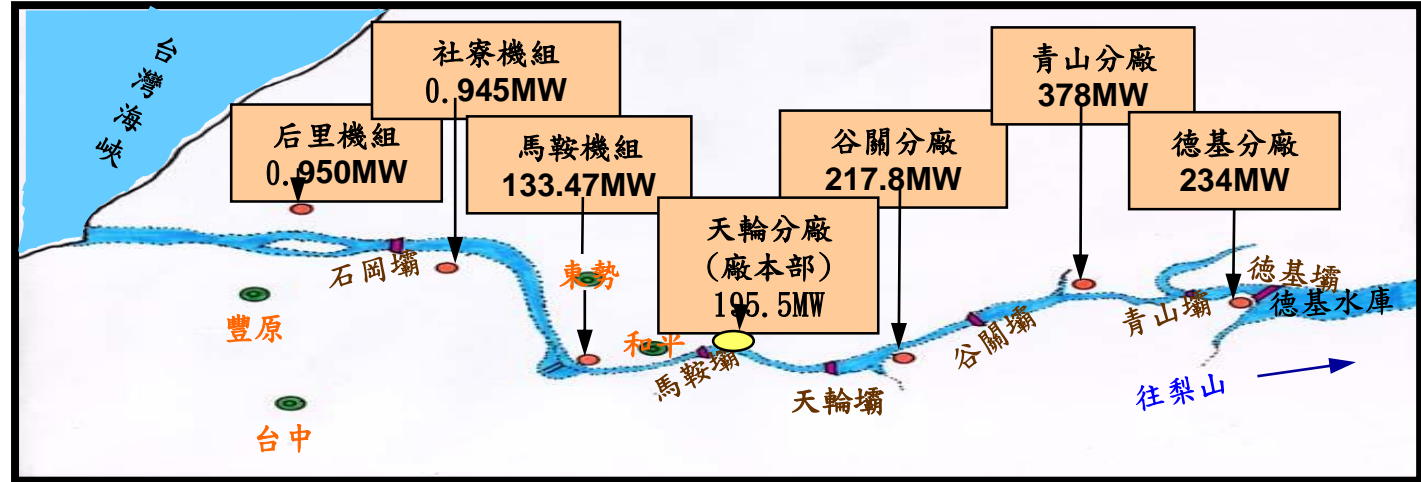 台灣海峽
社寮機組
0.945MW
后里機組
0.950MW
馬鞍機組
133.47MW
天輪分廠
(廠本部)
195.5MW
谷關分廠
217.8MW
青山分廠
378MW
德基分廠
234MW
石岡壩
豐原
台中
東勢
和平
馬鞍壩
天輪壩
谷關壩
青山壩
德基壩
德基水庫
往梨山